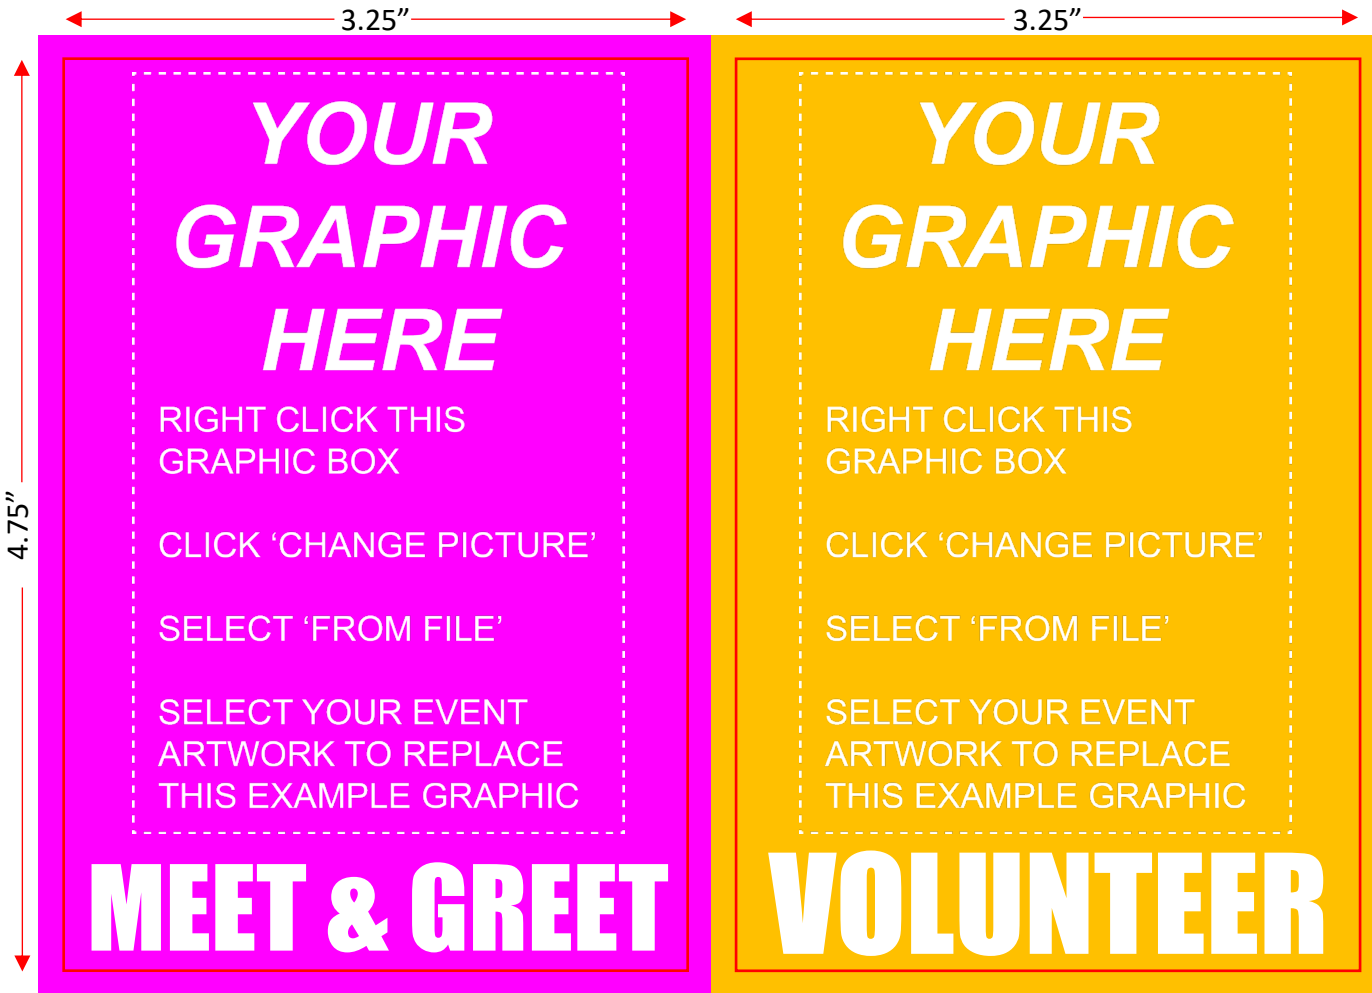 3.25”
3.25”
4.75”
YOUR
GRAPHIC
HERE
RIGHT CLICK THIS
GRAPHIC BOX
CLICK ‘CHANGE PICTURE’
SELECT ‘FROM FILE’
SELECT YOUR EVENT
ARTWORK TO REPLACE
THIS EXAMPLE GRAPHIC
MEET & GREET
YOUR
GRAPHIC
HERE
RIGHT CLICK THIS
GRAPHIC BOX
CLICK ‘CHANGE PICTURE’
SELECT ‘FROM FILE’
SELECT YOUR EVENT
ARTWORK TO REPLACE
THIS EXAMPLE GRAPHIC
VOLUNTEER